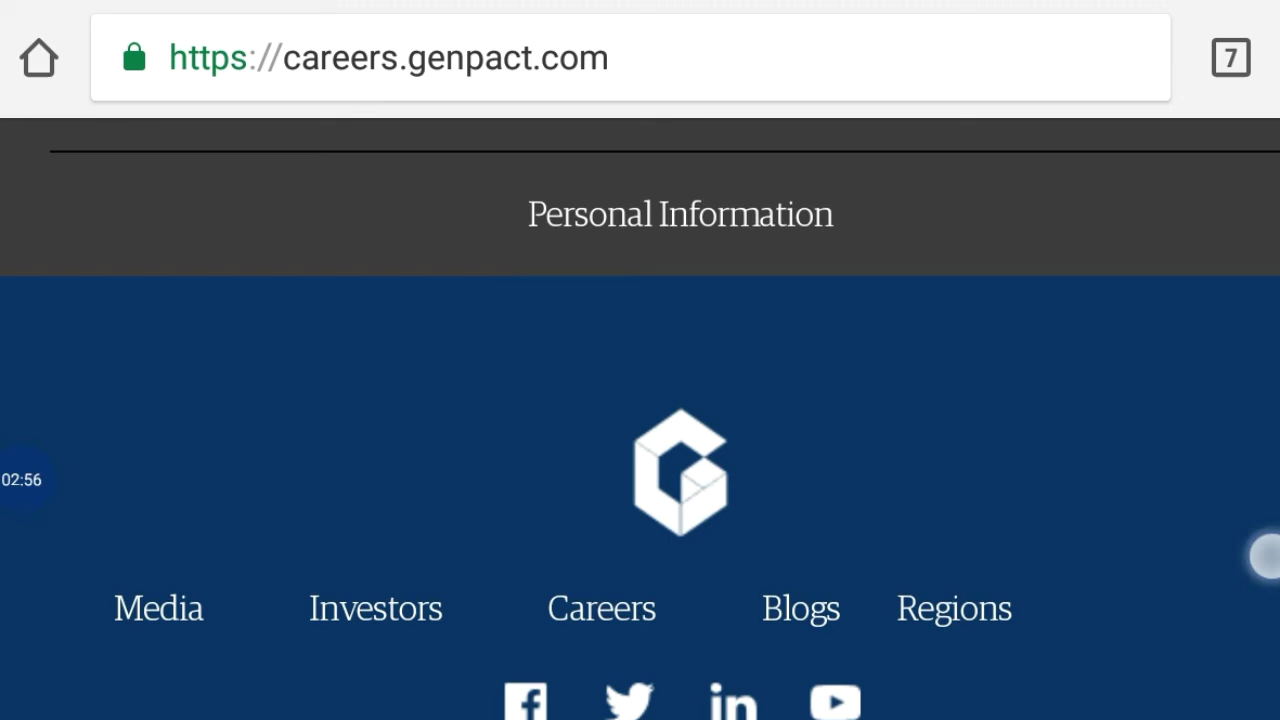 https://careers.genpact.com
7
Personal Information
02:56
Media Investors Careers Blogs Regions